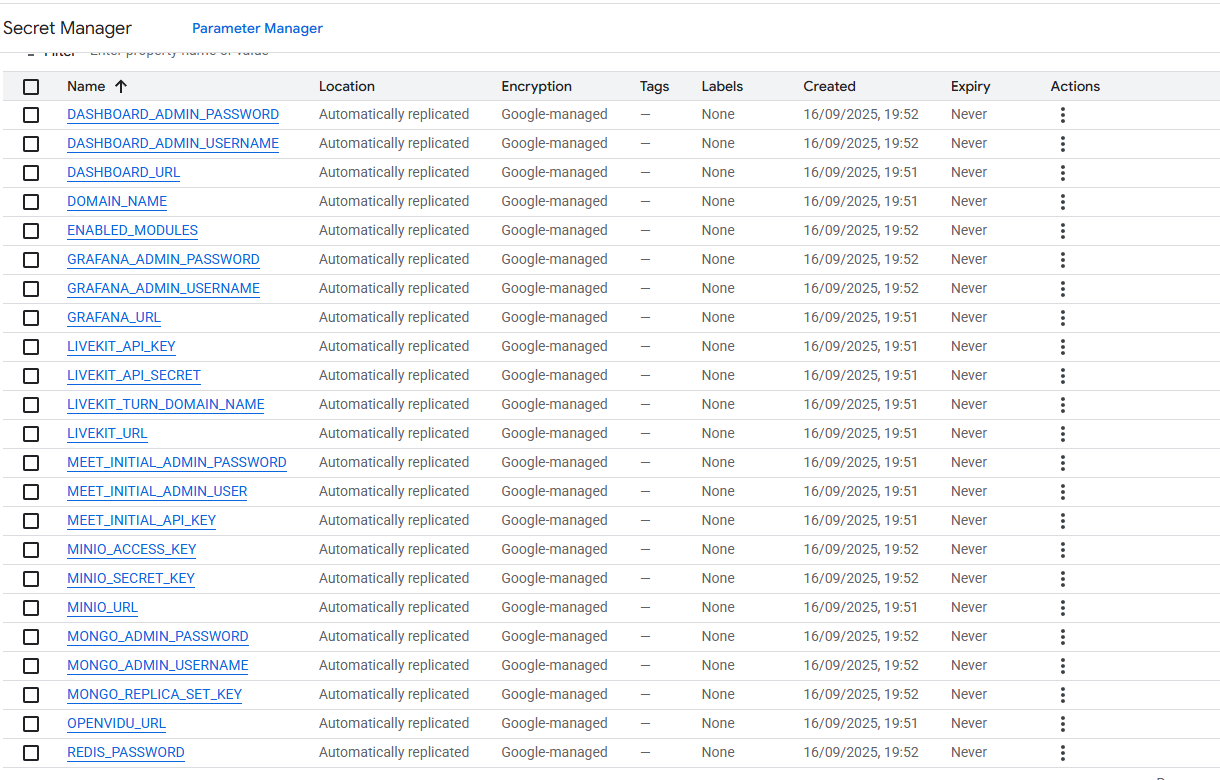 Secret Manager Parameter Manager
Filter Enter property name or value
Name Location Encryption Tags Labels Created Expiry Actions
DASHBOARD_ADMIN_PASSWORD Automatically replicated Google-managed — None 16/09/2025, 19:52 Never
DASHBOARD_ADMIN_USERNAME Automatically replicated Google-managed — None 16/09/2025, 19:52 Never
DASHBOARD_URL Automatically replicated Google-managed — None 16/09/2025, 19:51 Never
DOMAIN_NAME Automatically replicated Google-managed — None 16/09/2025, 19:51 Never
ENABLED_MODULES Automatically replicated Google-managed — None 16/09/2025, 19:52 Never
GRAFANA_ADMIN_PASSWORD Automatically replicated Google-managed — None 16/09/2025, 19:52 Never
GRAFANA_ADMIN_USERNAME Automatically replicated Google-managed — None 16/09/2025, 19:52 Never
GRAFANA_URL Automatically replicated Google-managed — None 16/09/2025, 19:51 Never
LIVEKIT_API_KEY Automatically replicated Google-managed — None 16/09/2025, 19:51 Never
LIVEKIT_API_SECRET Automatically replicated Google-managed — None 16/09/2025, 19:51 Never
LIVEKIT_TURN_DOMAIN_NAME Automatically replicated Google-managed — None 16/09/2025, 19:51 Never
LIVEKIT_URL Automatically replicated Google-managed — None 16/09/2025, 19:51 Never
MEET_INITIAL_ADMIN_PASSWORD Automatically replicated Google-managed — None 16/09/2025, 19:51 Never
MEET_INITIAL_ADMIN_USER Automatically replicated Google-managed — None 16/09/2025, 19:51 Never
MEET_INITIAL_API_KEY Automatically replicated Google-managed — None 16/09/2025, 19:51 Never
MINIO_ACCESS_KEY Automatically replicated Google-managed — None 16/09/2025, 19:52 Never
MINIO_SECRET_KEY Automatically replicated Google-managed — None 16/09/2025, 19:52 Never
MINIO_URL Automatically replicated Google-managed — None 16/09/2025, 19:51 Never
MONGO_ADMIN_PASSWORD Automatically replicated Google-managed — None 16/09/2025, 19:52 Never
MONGO_ADMIN_USERNAME Automatically replicated Google-managed — None 16/09/2025, 19:52 Never
MONGO_REPLICA_SET_KEY Automatically replicated Google-managed — None 16/09/2025, 19:52 Never
OPENVIDU_URL Automatically replicated Google-managed — None 16/09/2025, 19:51 Never
REDIS_PASSWORD Automatically replicated Google-managed — None 16/09/2025, 19:52 Never